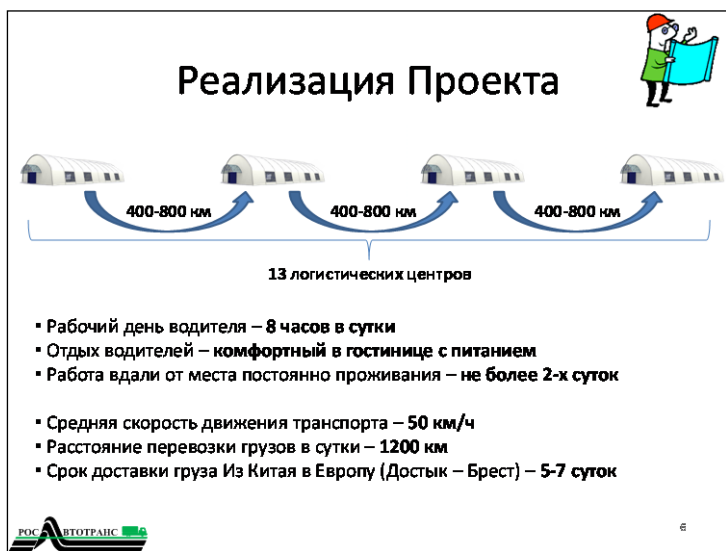 Реализация Проекта
400-800 км 400-800 км 400-800 км
13 логистических центров
▪ Рабочий день водителя – 8 часов в сутки
▪ Отдых водителей – комфортный в гостинице с питанием
▪ Работа вдали от места постоянно проживания – не более 2-х суток
▪ Средняя скорость движения транспорта – 50 км/ч
▪ Расстояние перевозки грузов в сутки – 1200 км
▪ Срок доставки груза Из Китая в Европу (Достык – Брест) – 5-7 суток
РОСАВТОТРАНС
6